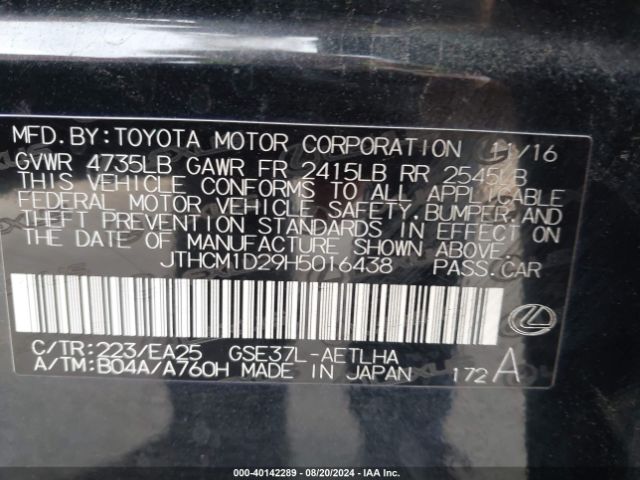 MFD.BY:TOYOTA MOTOR CORPORATION 11/16
GVWR 4735LB GAWR FR 2415LB RR 2545LB
THIS VEHICLE CONFORMS TO ALL APPLICABLE
FEDERAL MOTOR VEHICLE SAFETY,BUMPER,AND
THEFT PREVENTION STANDARDS IN EFFECT ON
THE DATE OF MANUFACTURE SHOWN ABOVE.
JTHCM1D29H5016438 PASS.CAR
C/TR:223/EA25 GSE37L-AETLHA
A/TM:B04A/A760H MADE IN JAPAN 172A
000-40142289 - 08/20/2024 - IAA Inc.